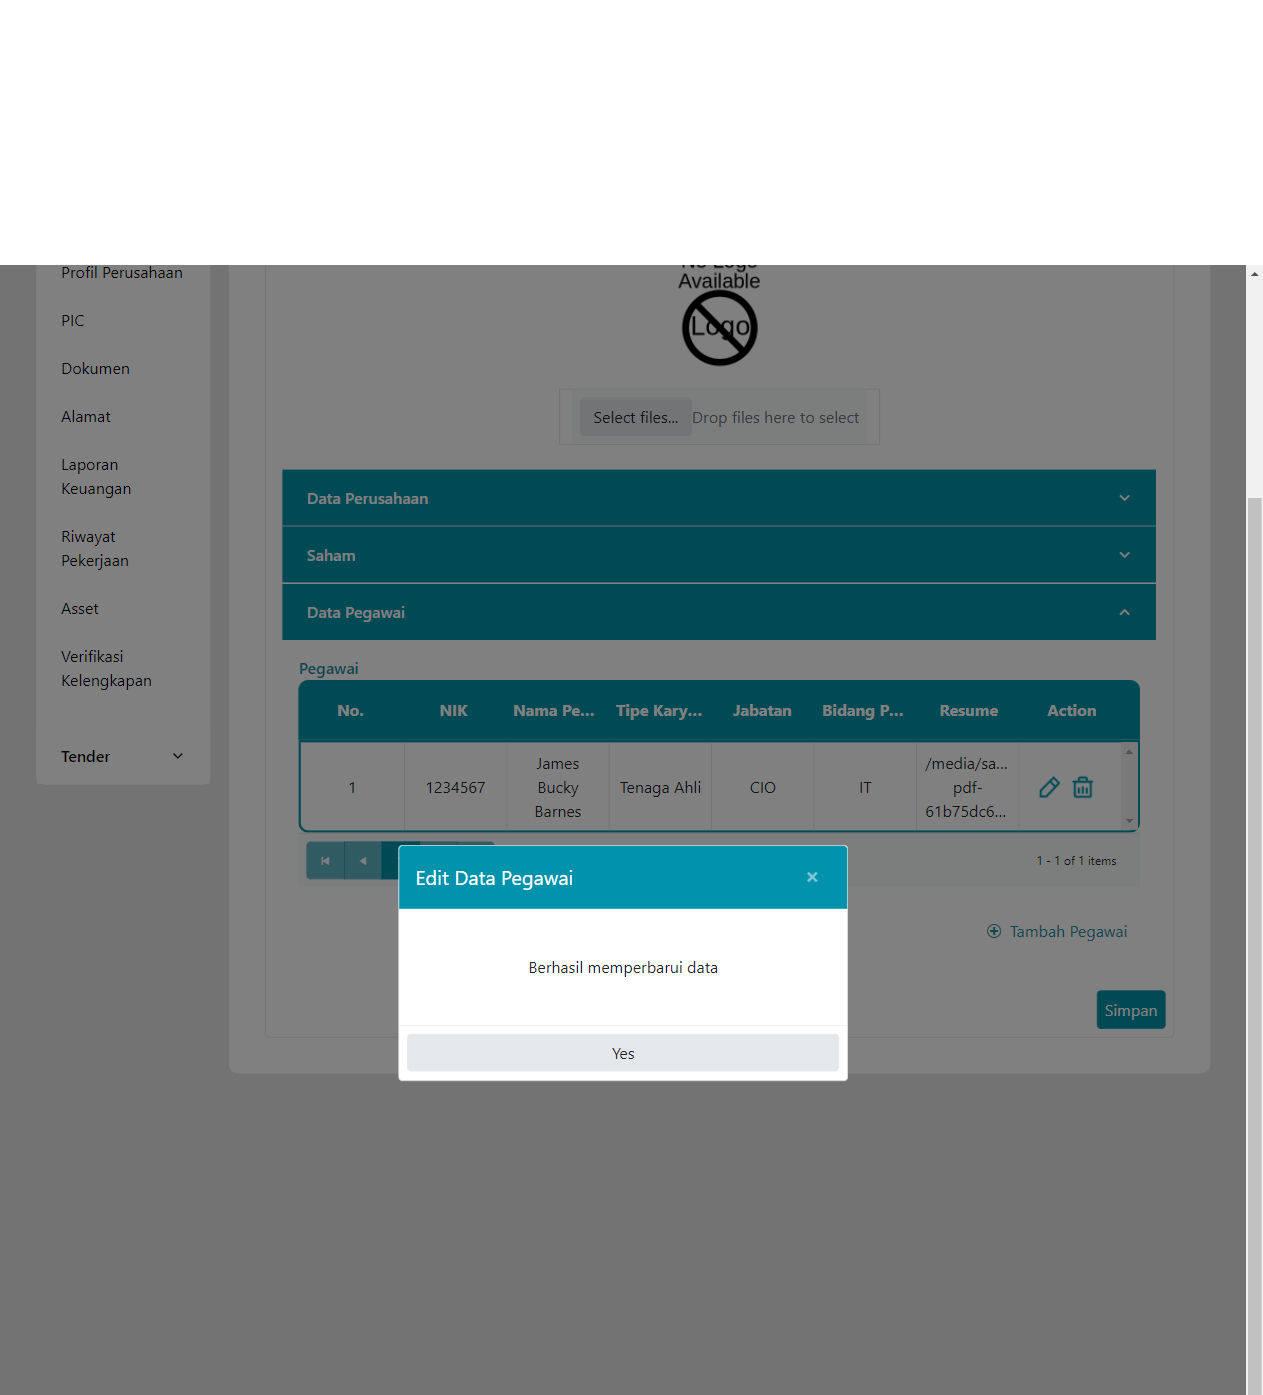 Profil Perusahaan
PIC
Dokumen
Alamat
Laporan
Keuangan
Riwayat
Pekerjaan
Asset
Verifikasi
Kelengkapan
Tender
No Logo
Available
Logo
Select files... Drop files here to select
Data Perusahaan
Saham
Data Pegawai
Pegawai
No. NIK Nama Pe... Tipe Kary... Jabatan Bidang P... Resume Action
1 1234567 James Bucky Barnes Tenaga Ahli CIO IT /media/sa... pdf- 61b75dc6...
1 - 1 of 1 items
Edit Data Pegawai
Berhasil memperbarui data
Yes
Tambah Pegawai
Simpan